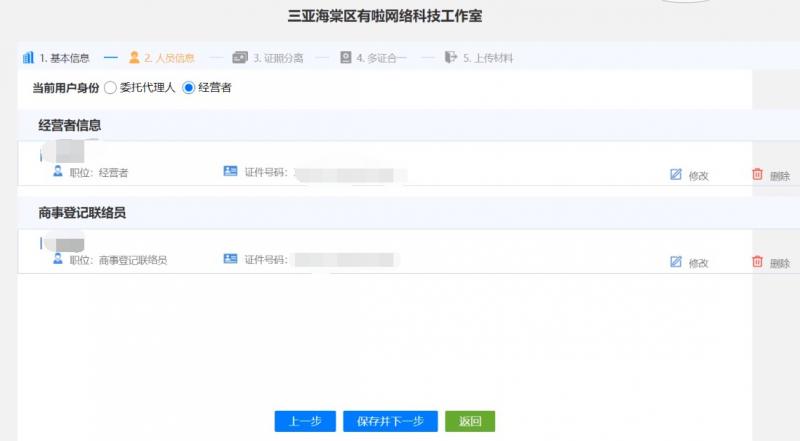 三亚海棠区有啦网络科技工作室
1. 基本信息 2. 人员信息 3. 证照分离 4. 多证合一 5. 上传材料
当前用户身份 委托代理人 经营者
经营者信息
职位：经营者 证件号码： 修改 删除
商事登记联络员
职位：商事登记联络员 证件号码： 修改 删除
上一步 保存并下一步 返回